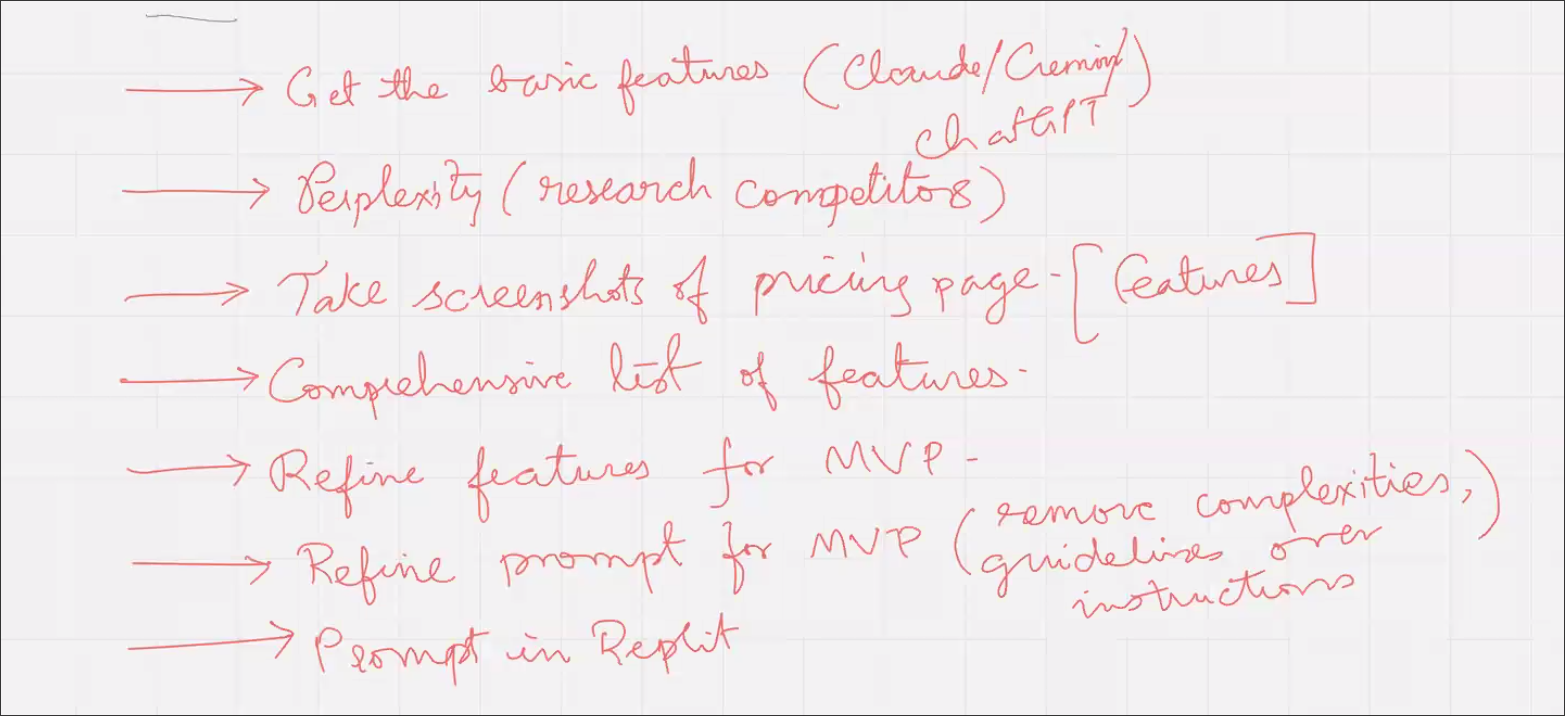 → Get the basic features (Claude/Gemini/
ChatGPT)
→ Perplexity (research competitors)
→ Take screenshots of pricing page - [features]
→ Comprehensive list of features.
→ Refine features for MVP -
→ Refine prompt for MVP (remove complexities,
guidelines over
instructions)
→ Prompt in Replit